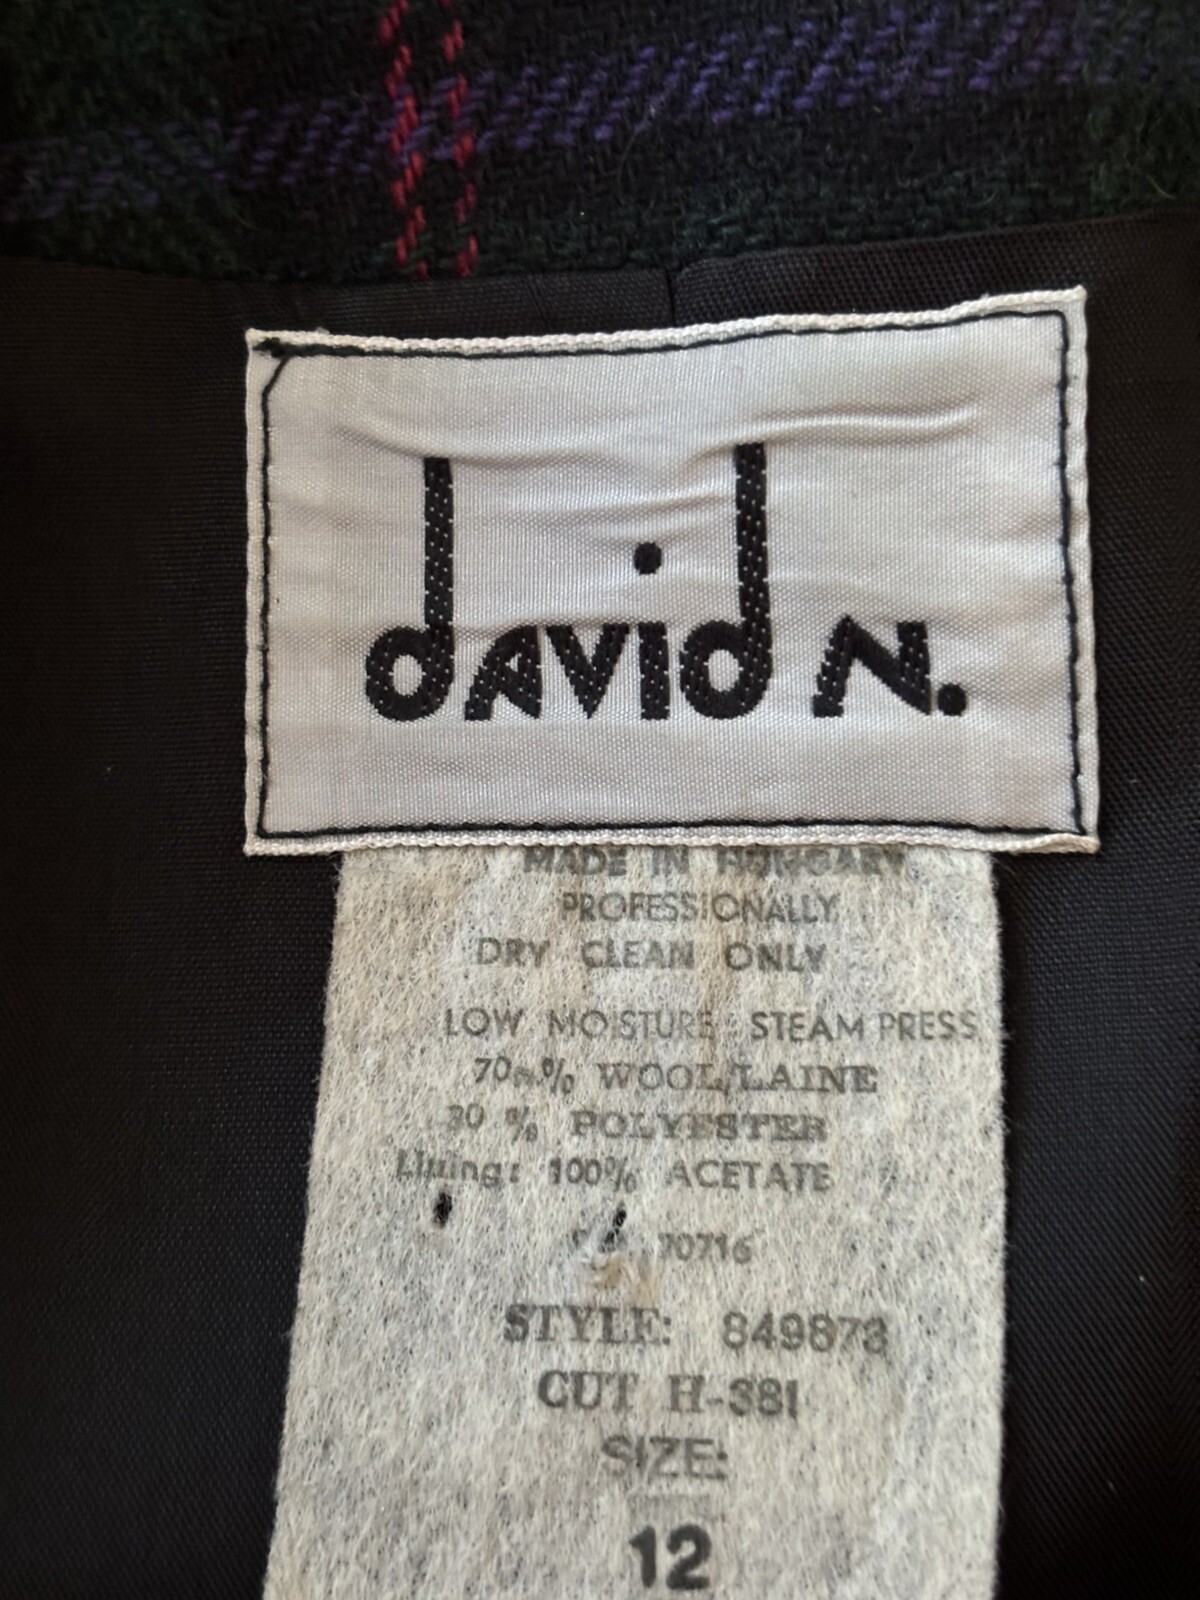 david N.
MADE IN HUNGARY
PROFESSIONALLY
DRY CLEAN ONLY
LOW MOISTURE STEAM PRESS
70 % WOOL/LAINE
30 % POLYESTER
Lining: 100% ACETATE
70716
STYLE: 849873
CUT H-381
SIZE:
12